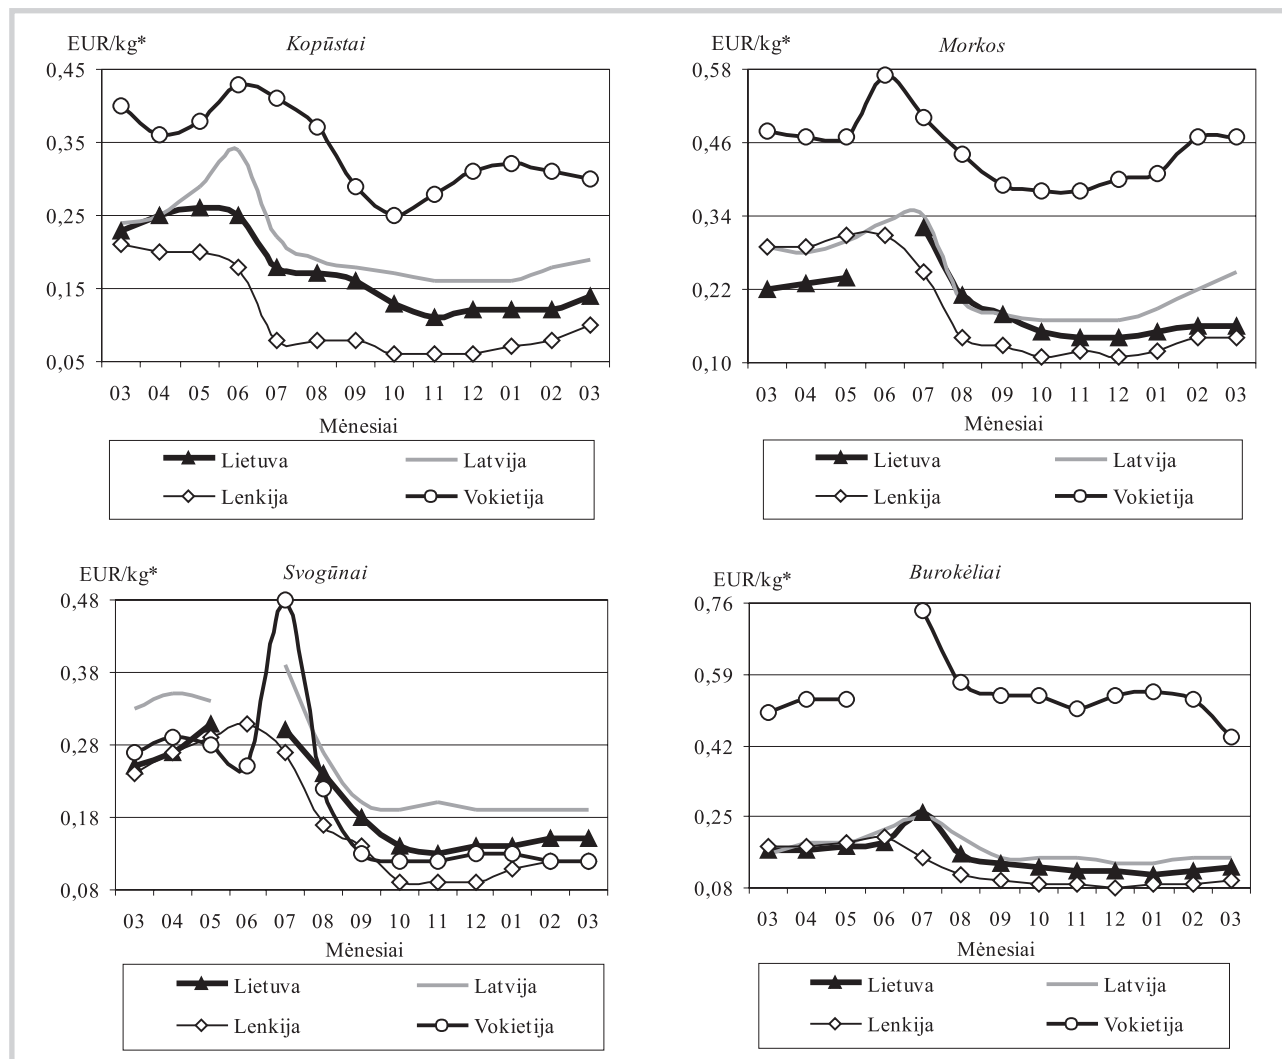 EUR/kg*
Kopūstai
0,45
0,35
0,25
0,15
0,05
03 04 05 06 07 08 09 10 11 12 01 02 03
Mėnesiai
Lietuva Latvija
Lenkija Vokietija
EUR/kg*
Morkos
0,58
0,46
0,34
0,22
0,10
03 04 05 06 07 08 09 10 11 12 01 02 03
Mėnesiai
Lietuva Latvija
Lenkija Vokietija
EUR/kg*
Svogūnai
0,48
0,38
0,28
0,18
0,08
03 04 05 06 07 08 09 10 11 12 01 02 03
Mėnesiai
Lietuva Latvija
Lenkija Vokietija
EUR/kg*
Burokėliai
0,76
0,59
0,42
0,25
0,08
03 04 05 06 07 08 09 10 11 12 01 02 03
Mėnesiai
Lietuva Latvija
Lenkija Vokietija